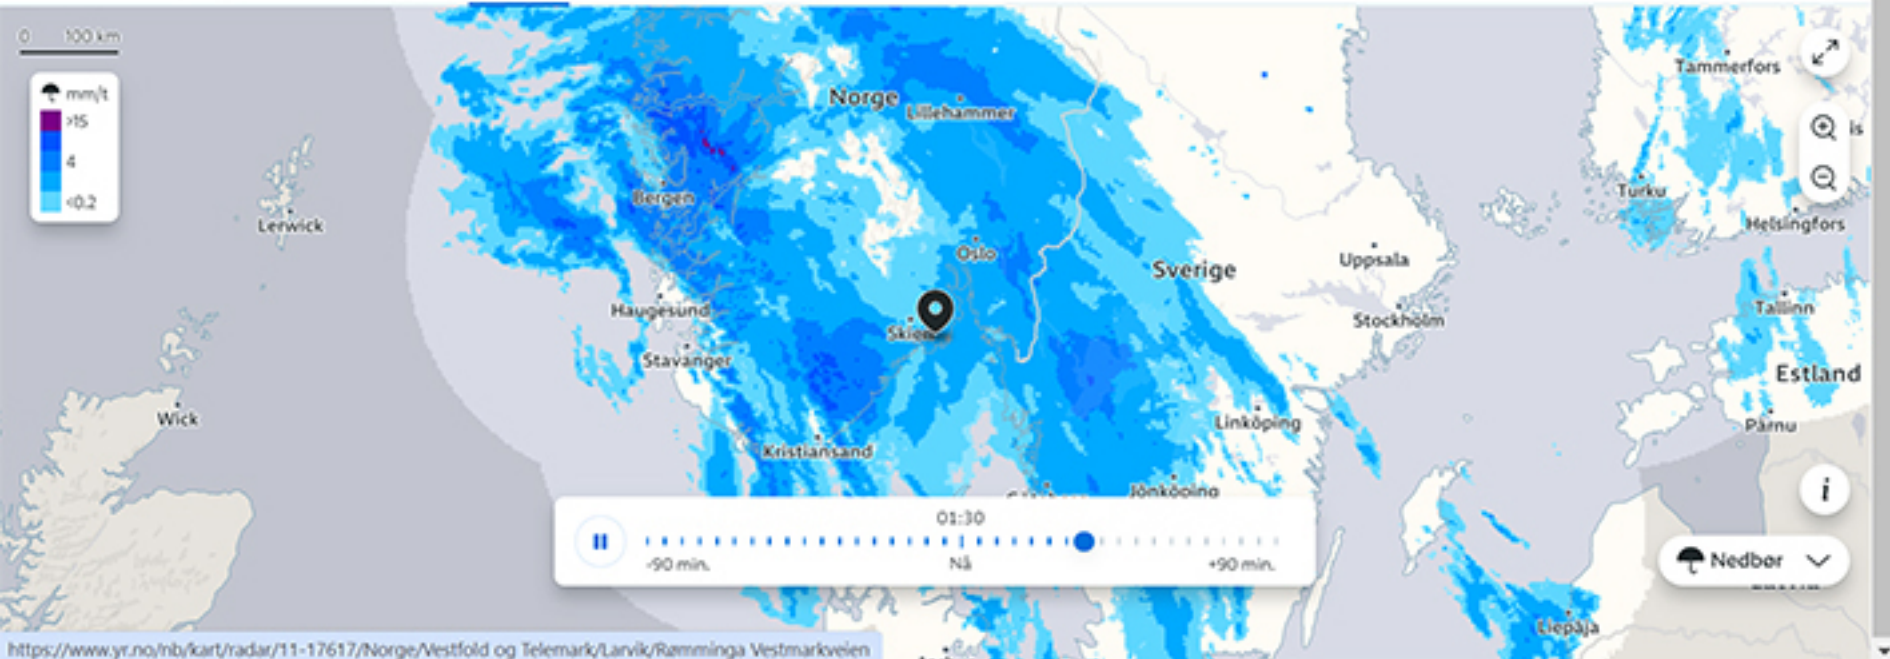 0 100 km
mm/t
>15
4
<0.2
Lerwick
Wick
Norge
Lillehammer
Bergen
Oslo
Haugesund
Skien
Stavanger
Kristiansand
Sverige
Uppsala
Stockholm
Linköping
Jönköping
Tammerfors
Turku
Helsingfors
Tallinn
Estland
Pärnu
Liepāja
01:30
-90 min.
Nå
+90 min.
i
Nedbør
https://www.yr.no/nb/kart/radar/11-17617/Norge/Vestfold og Telemark/Larvik/Rømminga Vestmarkveien